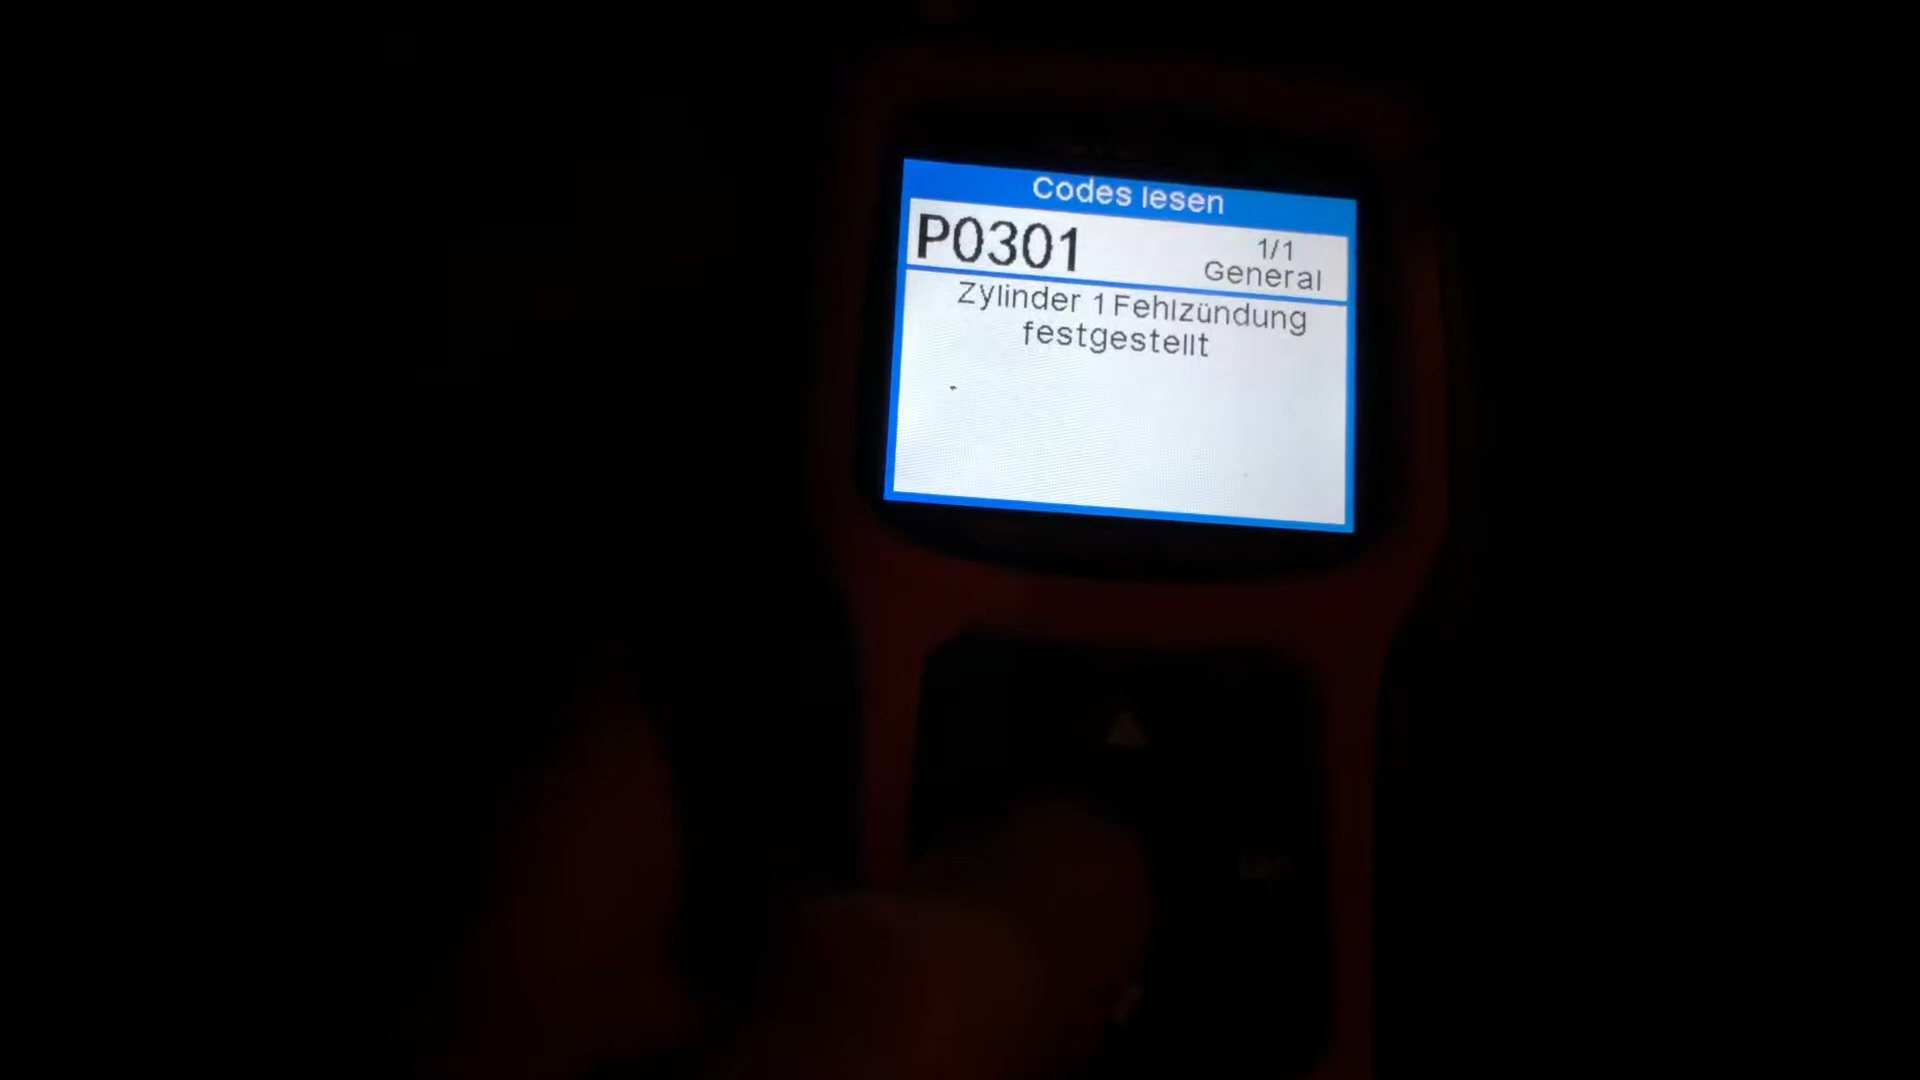 Codes lesen
P0301
1/1
General
Zylinder 1 Fehlzündung
festgestellt